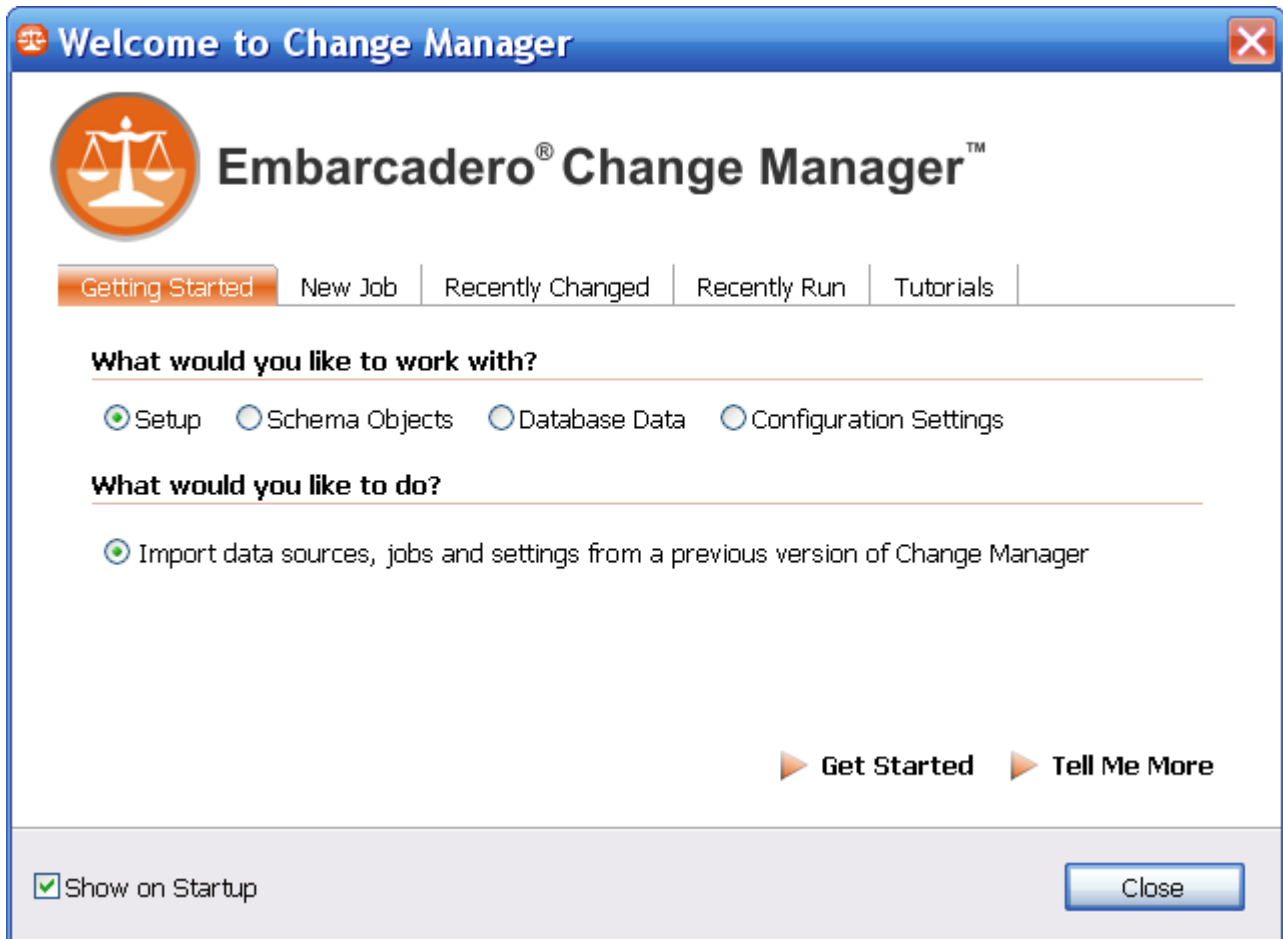 Welcome to Change Manager
Embarcadero® Change Manager™
Getting Started New Job Recently Changed Recently Run Tutorials
What would you like to work with?
Setup Schema Objects Database Data Configuration Settings
What would you like to do?
Import data sources, jobs and settings from a previous version of Change Manager
Get Started Tell Me More
Show on Startup Close